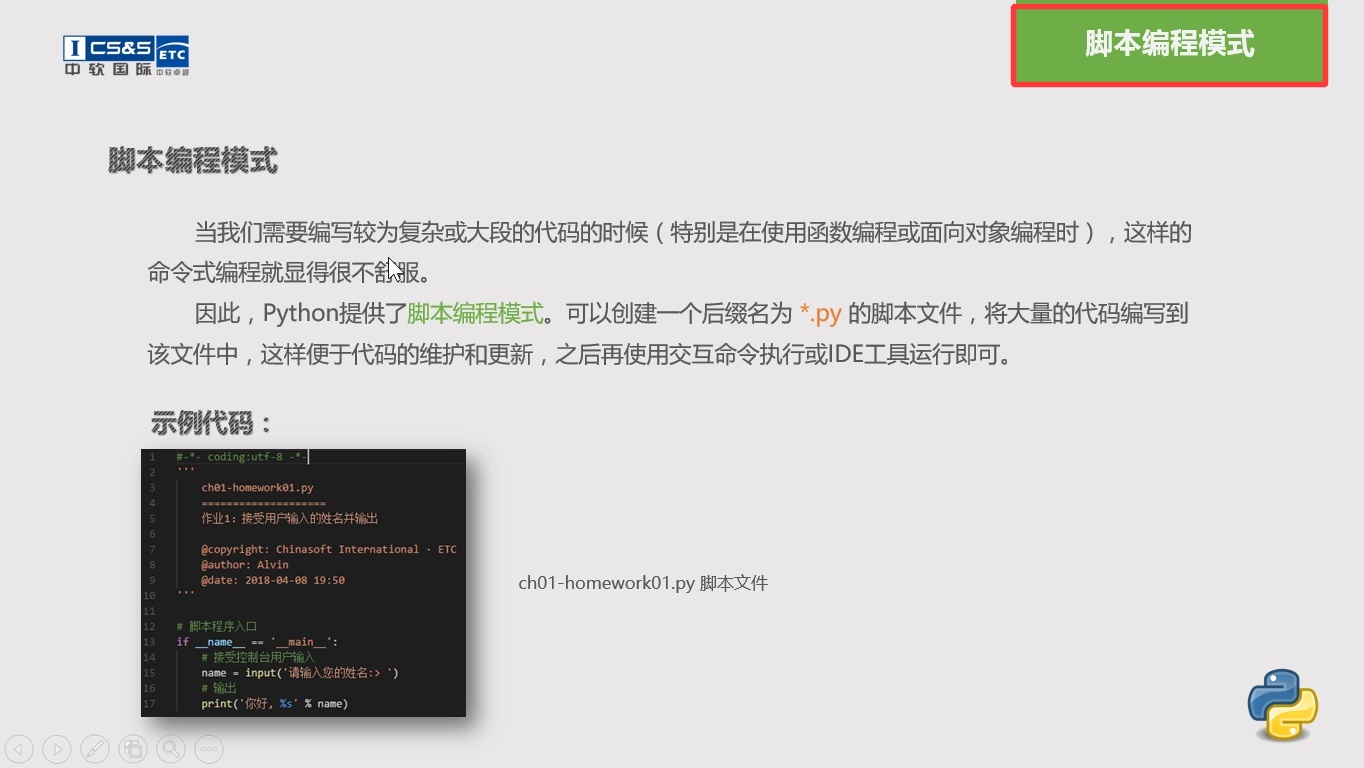 I CS&S ETC
中软国际 中软卓越
脚本编程模式
脚本编程模式
当我们需要编写较为复杂或大段的代码的时候（特别是在使用函数编程或面向对象编程时），这样的
命令式编程就显得很不舒服。
因此，Python提供了脚本编程模式。可以创建一个后缀名为 *.py 的脚本文件，将大量的代码编写到
该文件中，这样便于代码的维护和更新，之后再使用交互命令执行或IDE工具运行即可。
示例代码：
1 #-*- coding:utf-8 -*-
2 '''
3 ch01-homework01.py
4 ====================
5 作业1：接受用户输入的姓名并输出
6
7 @copyright: Chinasoft International · ETC
8 @author: Alvin
9 @date: 2018-04-08 19:50
10 '''
11
12 # 脚本程序入口
13 if __name__ == '__main__':
14 # 接受控制台用户输入
15 name = input('请输入您的姓名:> ')
16 # 输出
17 print('你好, %s' % name)
ch01-homework01.py 脚本文件